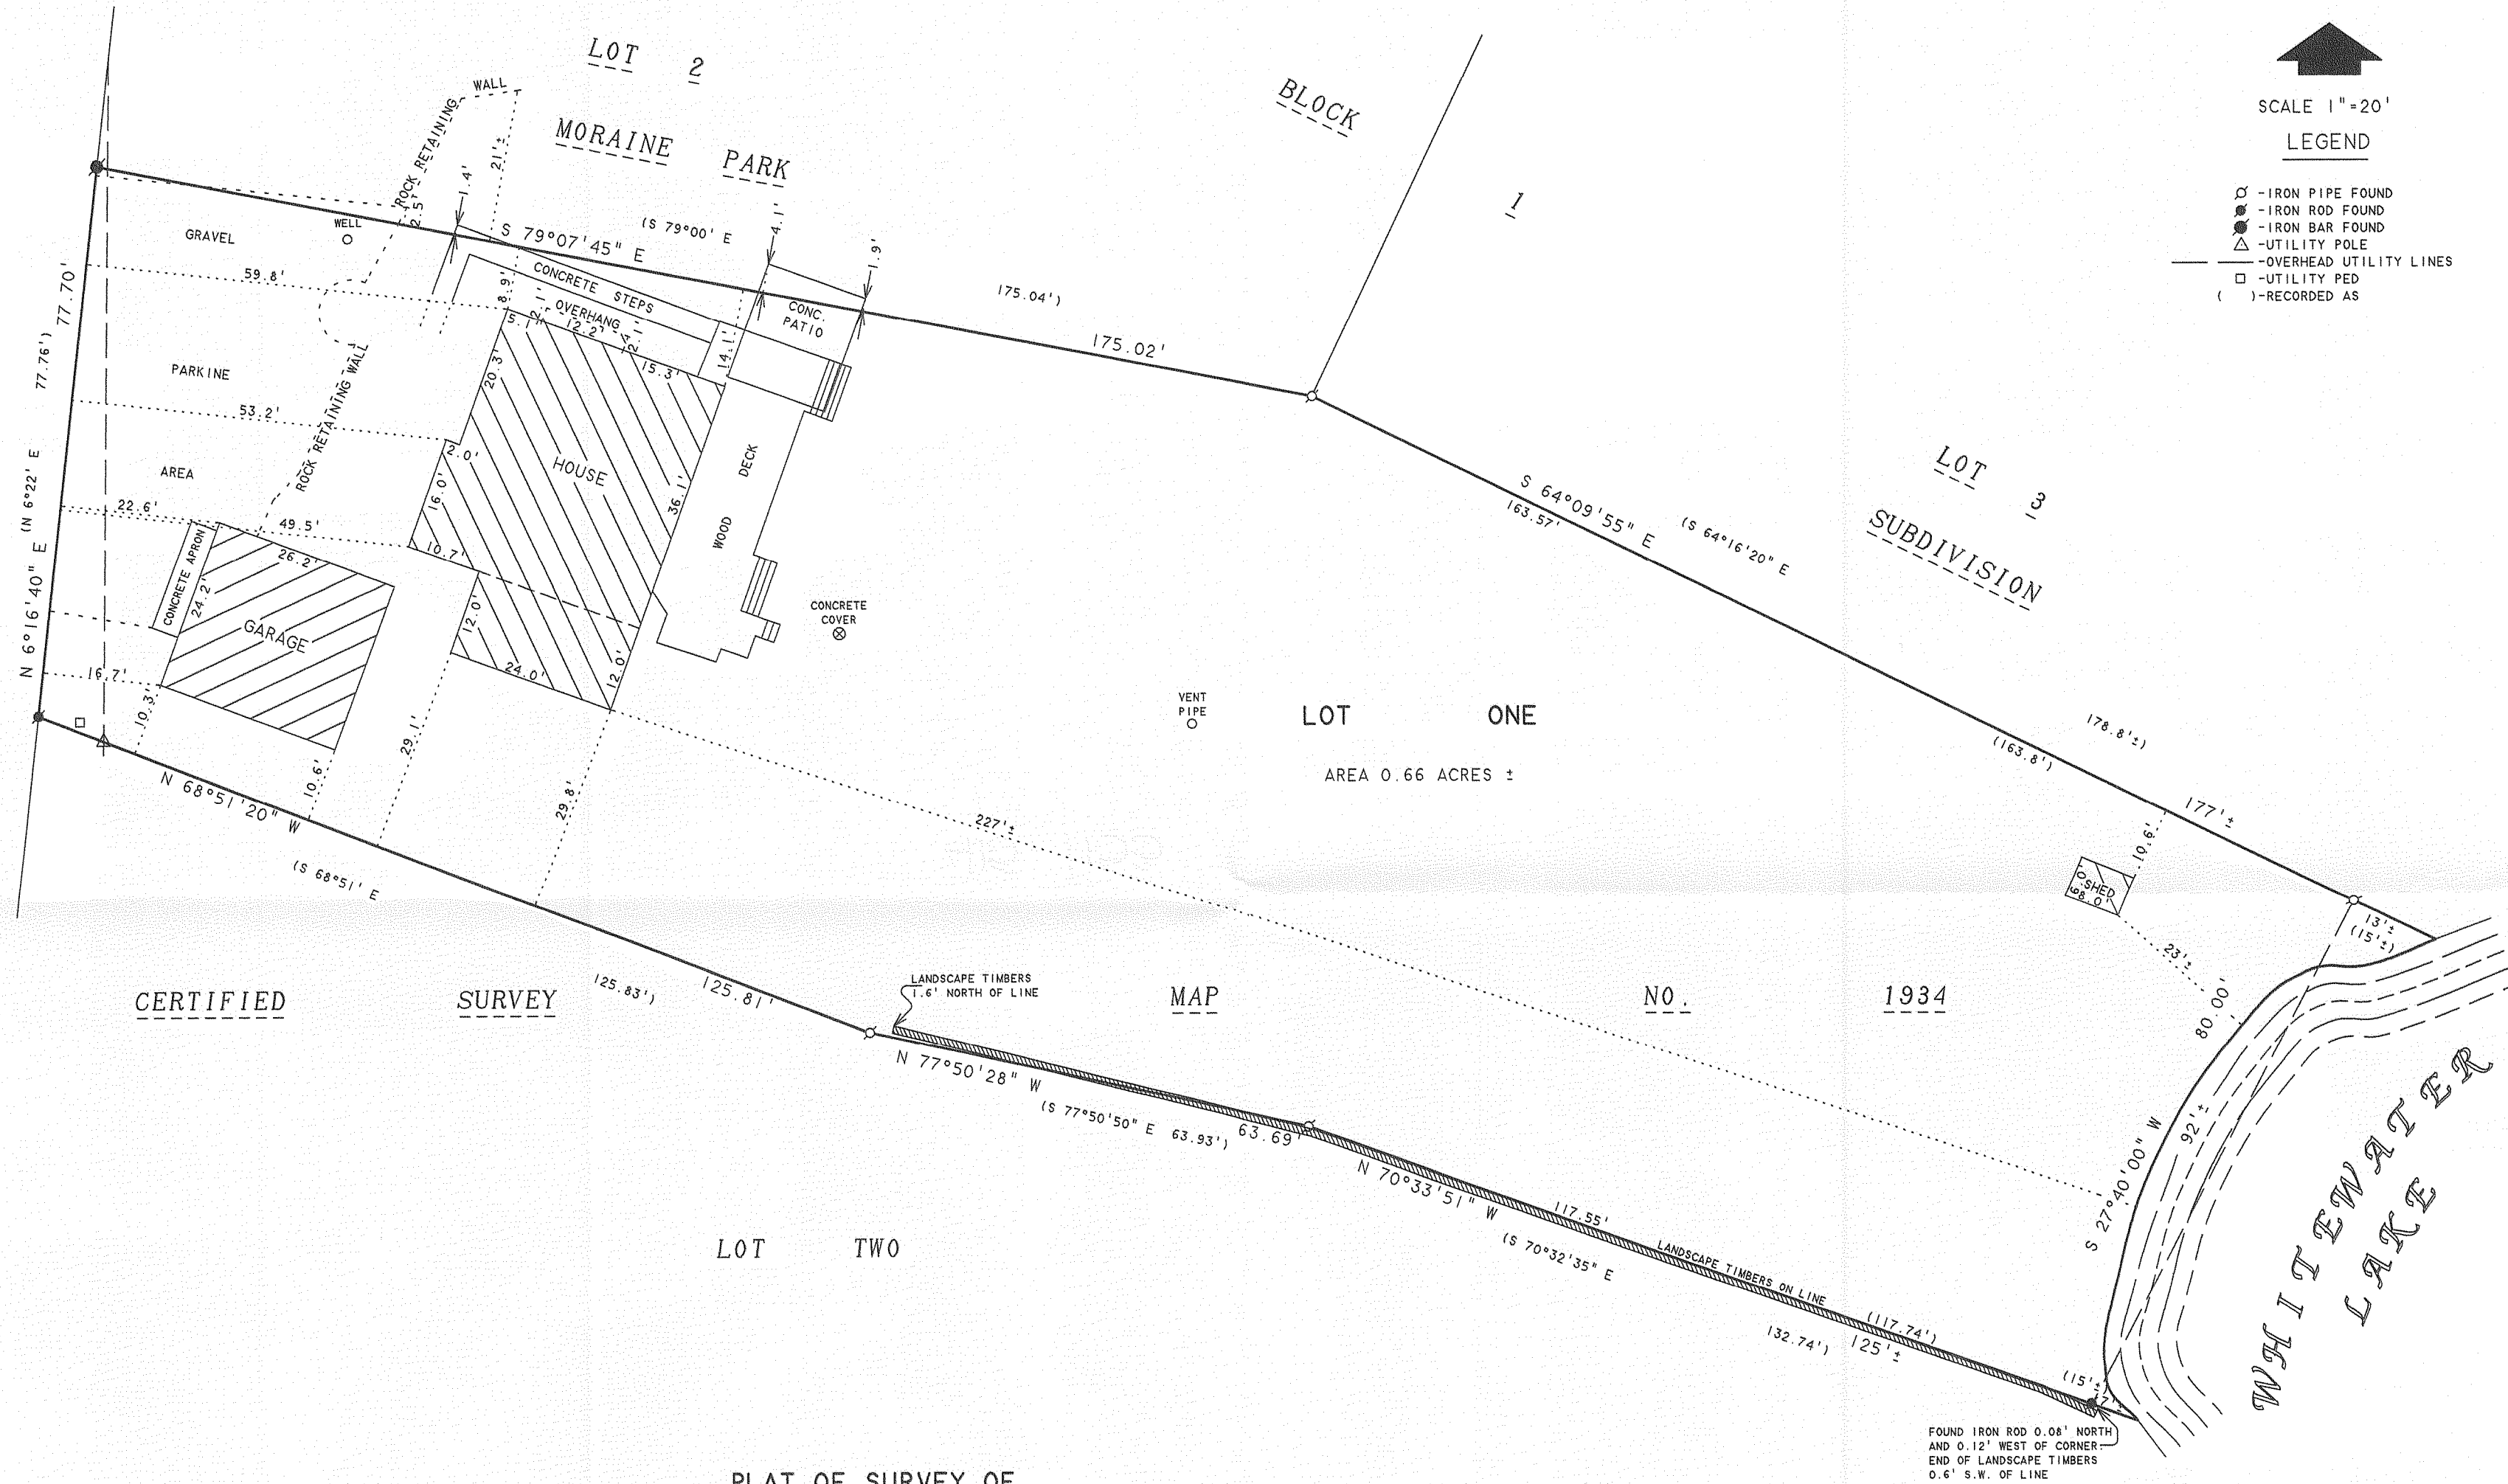 LOT 2
MORAINE PARK
BLOCK
1
SCALE 1"=20'
LEGEND
-IRON PIPE FOUND
-IRON ROD FOUND
-IRON BAR FOUND
-UTILITY POLE
-OVERHEAD UTILITY LINES
-UTILITY PED
( )-RECORDED AS
WALL
ROCK RETAINING
21'±
1.4'
2.5'
4.1'
1.9'
S 79°07'45" E
(S 79°00' E
175.04')
175.02'
GRAVEL
WELL
59.8'
PARKINE
53.2'
AREA
22.6'
49.5'
ROCK RETAINING WALL
77.70'
77.76')
(N 6°22' E
N 6°16'40" E
CONCRETE STEPS
OVERHANG
CONC.
PATIO
8.9'
5.1'
2.1'
12.2'
2.1'
15.3'
14.1'
20.3'
2.0'
16.0'
HOUSE
36.1'
10.7'
12.0'
24.0'
12.0'
WOOD DECK
CONCRETE APRON
26.2'
24.2'
GARAGE
16.7'
10.3'
10.6'
29.1'
29.8'
CONCRETE
COVER
VENT
PIPE
LOT ONE
AREA 0.66 ACRES ±
227'±
S 64°09'55" E
163.57'
(S 64°16'20" E
LOT 3
SUBDIVISION
178.8'±)
(163.8')
177'±
10.6'
SHED
8.0'
23'±
13'±
(15'±)
80.00'
92'±
S 27°40'00" W
WHITEWATER
LAKE
N 68°51'20" W
(S 68°51' E
125.83')
125.81'
CERTIFIED SURVEY MAP NO. 1934
LANDSCAPE TIMBERS
1.6' NORTH OF LINE
N 77°50'28" W
(S 77°50'50" E 63.93')
63.69'
N 70°33'51" W
117.55'
(S 70°32'35" E
LANDSCAPE TIMBERS ON LINE
(117.74')
132.74')
125'±
(15'±)
LOT TWO
FOUND IRON ROD 0.08' NORTH
AND 0.12' WEST OF CORNER
END OF LANDSCAPE TIMBERS
0.6' S.W. OF LINE
PLAT OF SURVEY OF